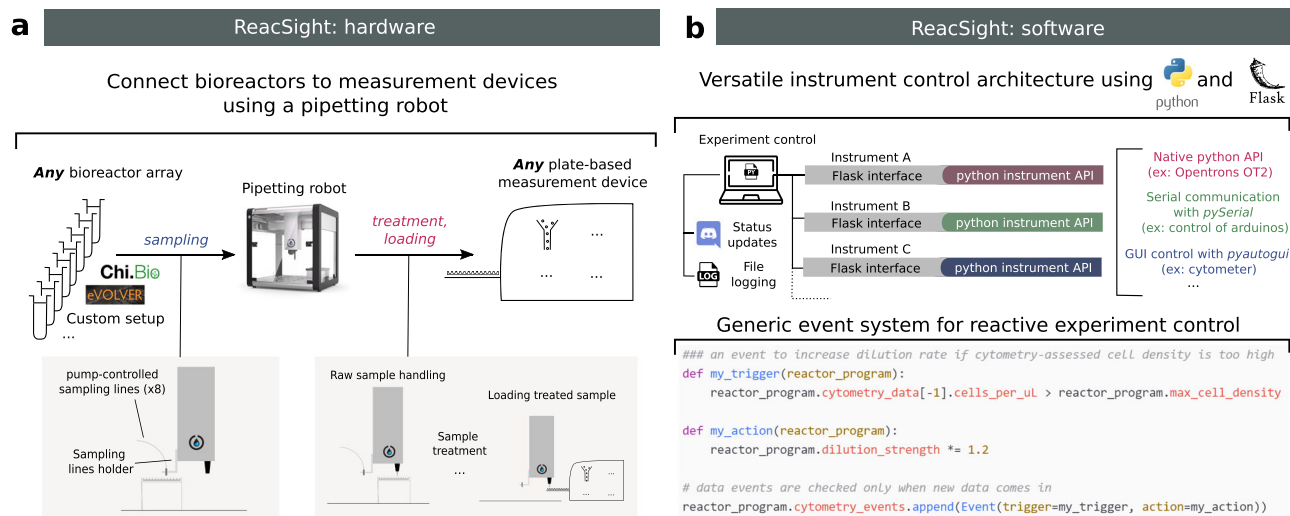 a
ReacSight: hardware
Connect bioreactors to measurement devices
using a pipetting robot
Any bioreactor array
sampling
Chi.Bio
eVOLVER
Custom setup
...
Pipetting robot
treatment,
loading
Any plate-based
measurement device
...
... ...
pump-controlled
sampling lines (x8)
Sampling
lines holder
Raw sample handling
Sample
treatment
...
Loading treated sample
...
... ...
b
ReacSight: software
Versatile instrument control architecture using python and Flask
Experiment control
PY
Status
updates
LOG
File
logging
Instrument A
Flask interface python instrument API
Instrument B
Flask interface python instrument API
Instrument C
Flask interface python instrument API
Native python API
(ex: Opentrons OT2)
Serial communication
with pySerial
(ex: control of arduinos)
GUI control with pyautogui
(ex: cytometer)
...
Generic event system for reactive experiment control
### an event to increase dilution rate if cytometry-assessed cell density is too high
def my_trigger(reactor_program):
    reactor_program.cytometry_data[-1].cells_per_uL > reactor_program.max_cell_density
def my_action(reactor_program):
    reactor_program.dilution_strength *= 1.2
# data events are checked only when new data comes in
reactor_program.cytometry_events.append(Event(trigger=my_trigger, action=my_action))